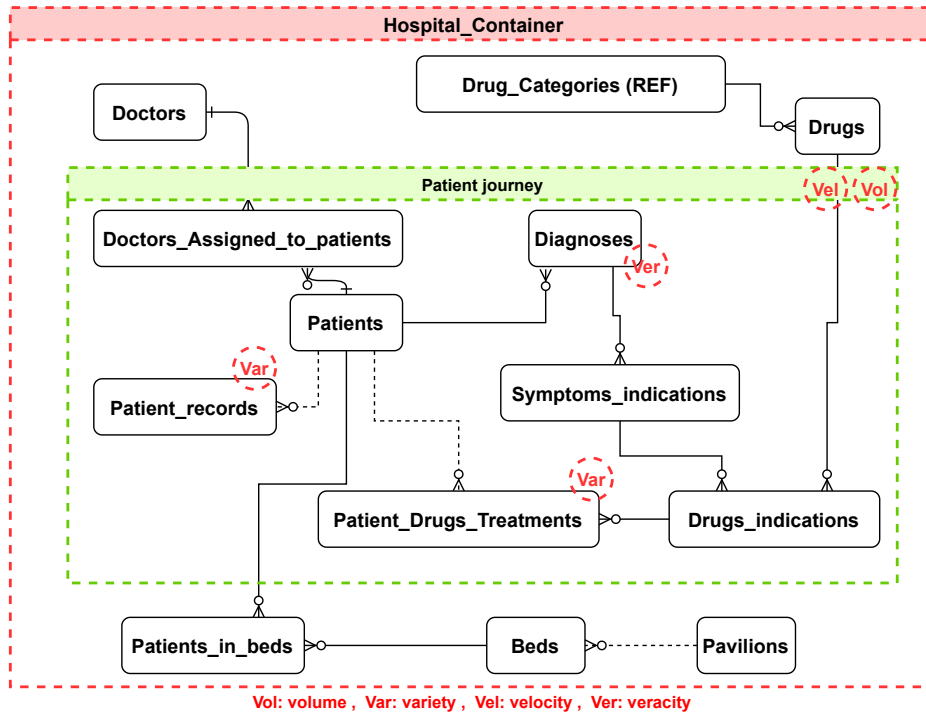 Hospital_Container
Drug_Categories (REF)
Doctors
Drugs
Patient journey
Vel
Vol
Doctors_Assigned_to_patients
Diagnoses
Ver
Patients
Var
Patient_records
Symptoms_indications
Var
Patient_Drugs_Treatments
Drugs_indications
Patients_in_beds
Beds
Pavilions
Vol: volume , Var: variety , Vel: velocity , Ver: veracity